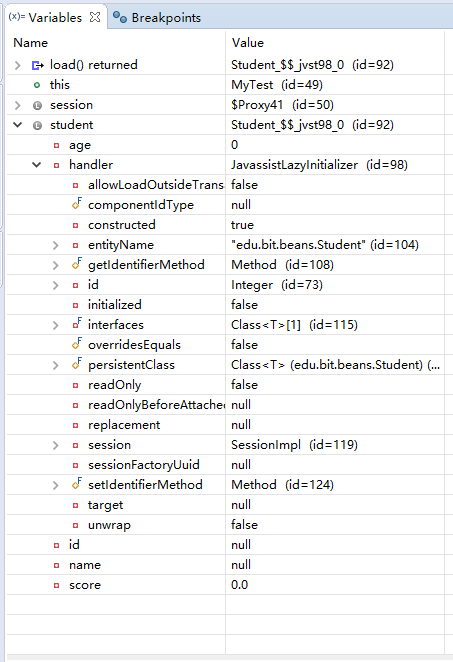 (x)= Variables Breakpoints
Name Value
load() returned Student_$$_jvst98_0 (id=92)
this MyTest (id=49)
session $Proxy41 (id=50)
student Student_$$_jvst98_0 (id=92)
age 0
handler JavassistLazyInitializer (id=98)
allowLoadOutsideTrans false
componentIdType null
constructed true
entityName "edu.bit.beans.Student" (id=104)
getIdentifierMethod Method (id=108)
id Integer (id=73)
initialized false
interfaces Class<T>[1] (id=115)
overridesEquals false
persistentClass Class<T> (edu.bit.beans.Student) (...
readOnly false
readOnlyBeforeAttached null
replacement null
session SessionImpl (id=119)
sessionFactoryUuid null
setIdentifierMethod Method (id=124)
target null
unwrap false
id null
name null
score 0.0